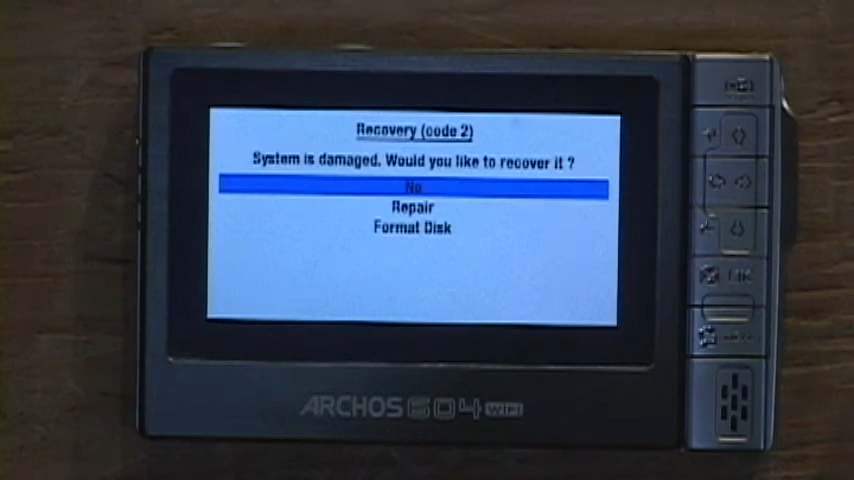 Recovery (code 2)
System is damaged. Would you like to recover it ?
No
Repair
Format Disk
ARCHOS 604 WIFI